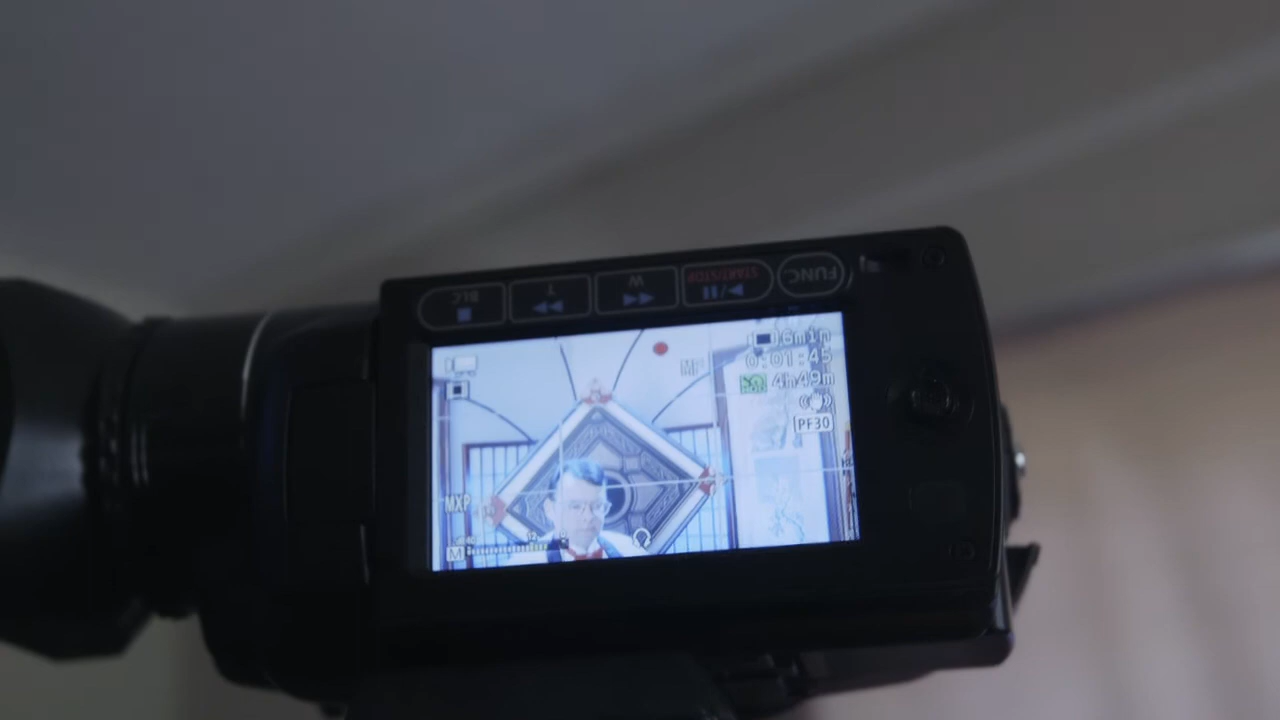 FUNC
START/STOP
W
T
BLC
6min
0:01:45
4h49m
PF30
MXP
M